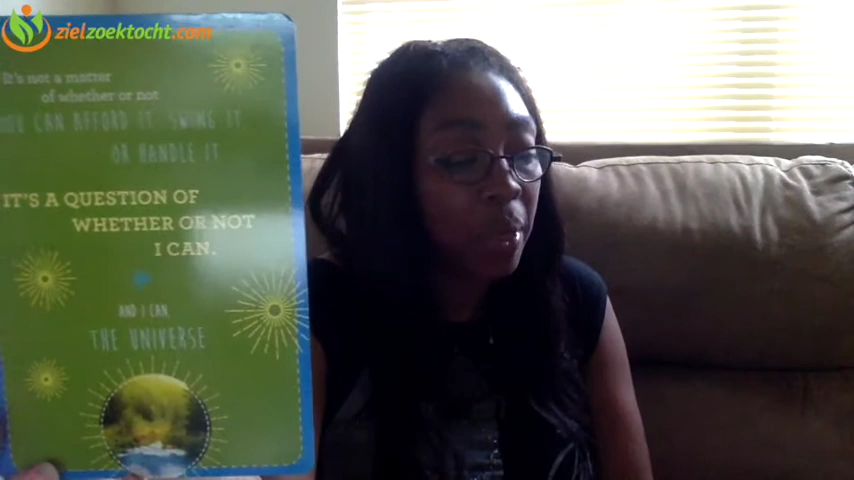 zielzoektocht.com
It's not a matter
of whether or not
YOU CAN AFFORD IT, SWING IT
OR HANDLE IT
IT'S A QUESTION OF
WHETHER OR NOT
I CAN.
AND I CAN
THE UNIVERSE